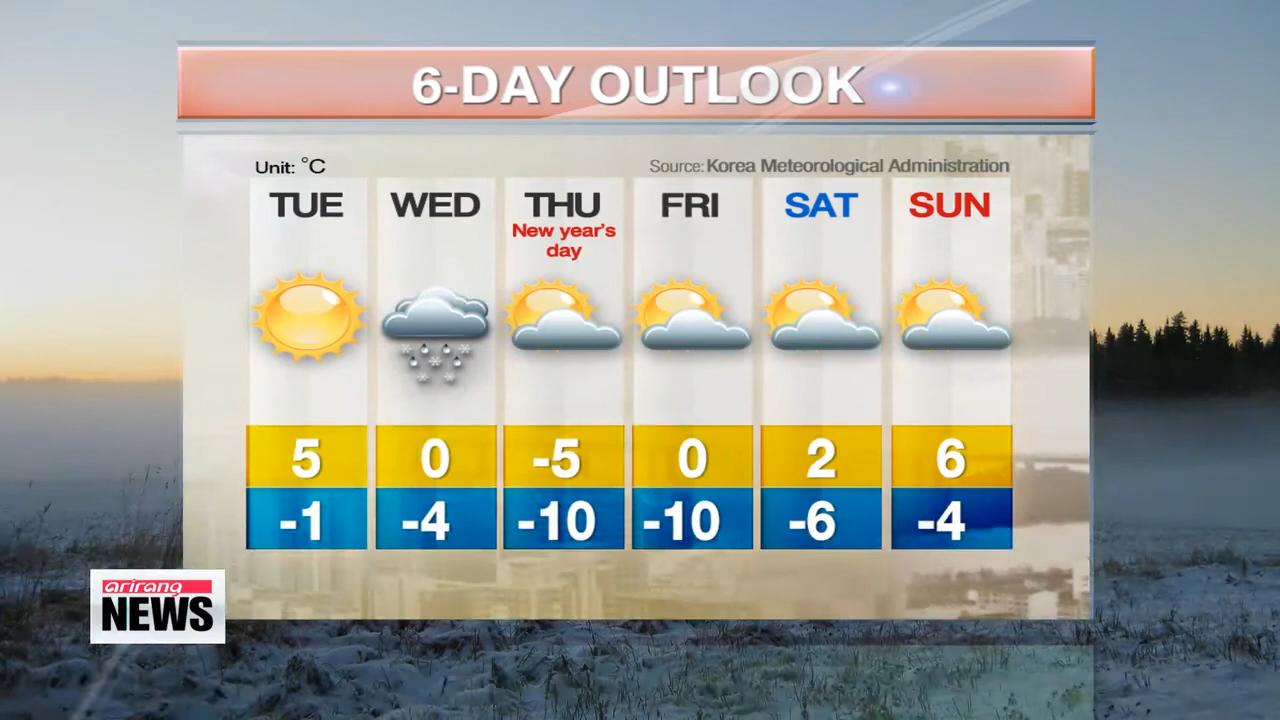 6-DAY OUTLOOK
Unit: °C
Source: Korea Meteorological Administration
TUE WED THU FRI SAT SUN
New year's
day
5 0 -5 0 2 6
-1 -4 -10 -10 -6 -4
arirang
NEWS